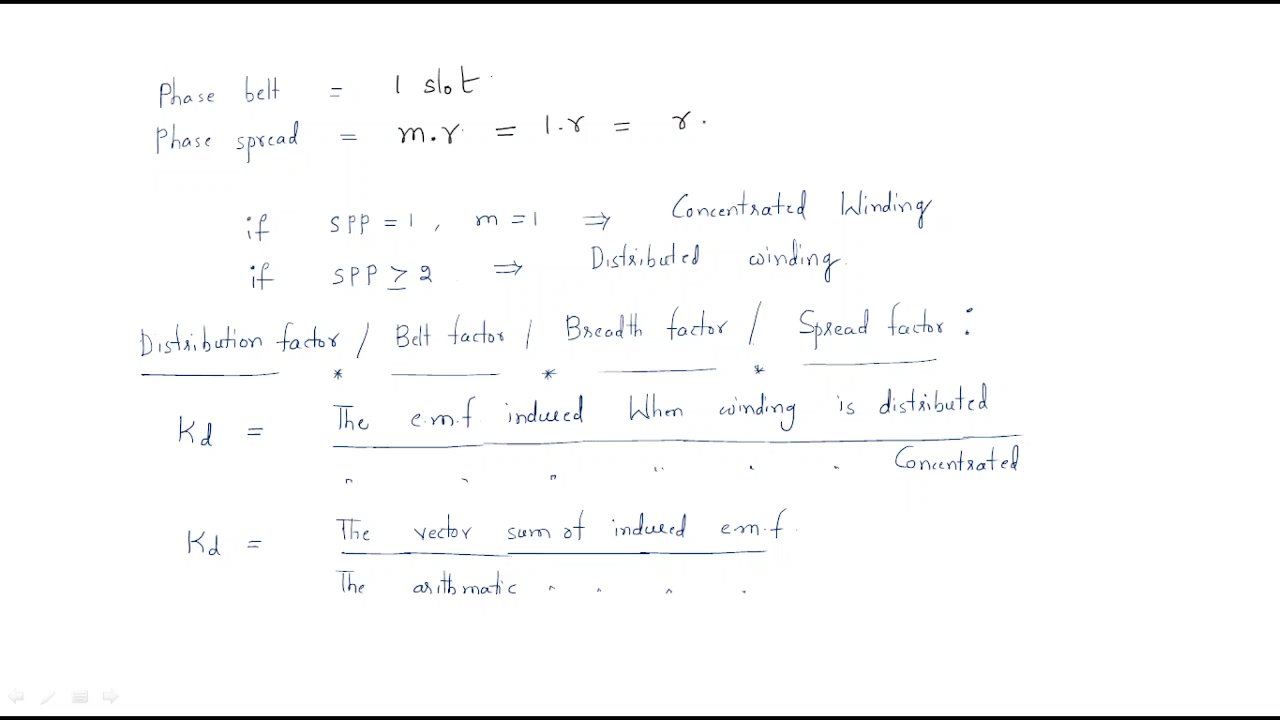 Phase belt = 1 slot.
Phase spread = m.r = 1.r = r.
if SPP = 1, m = 1 ⇒ Concentrated Winding
if SPP ≥ 2 ⇒ Distributed winding.
Distribution factor / Belt factor / Breadth factor / Spread factor :
* * *
Kd = The e.m.f induced When winding is distributed
" " " " " " Concentrated
Kd = The vector sum of induced e.m.f
The arithmatic " " " "